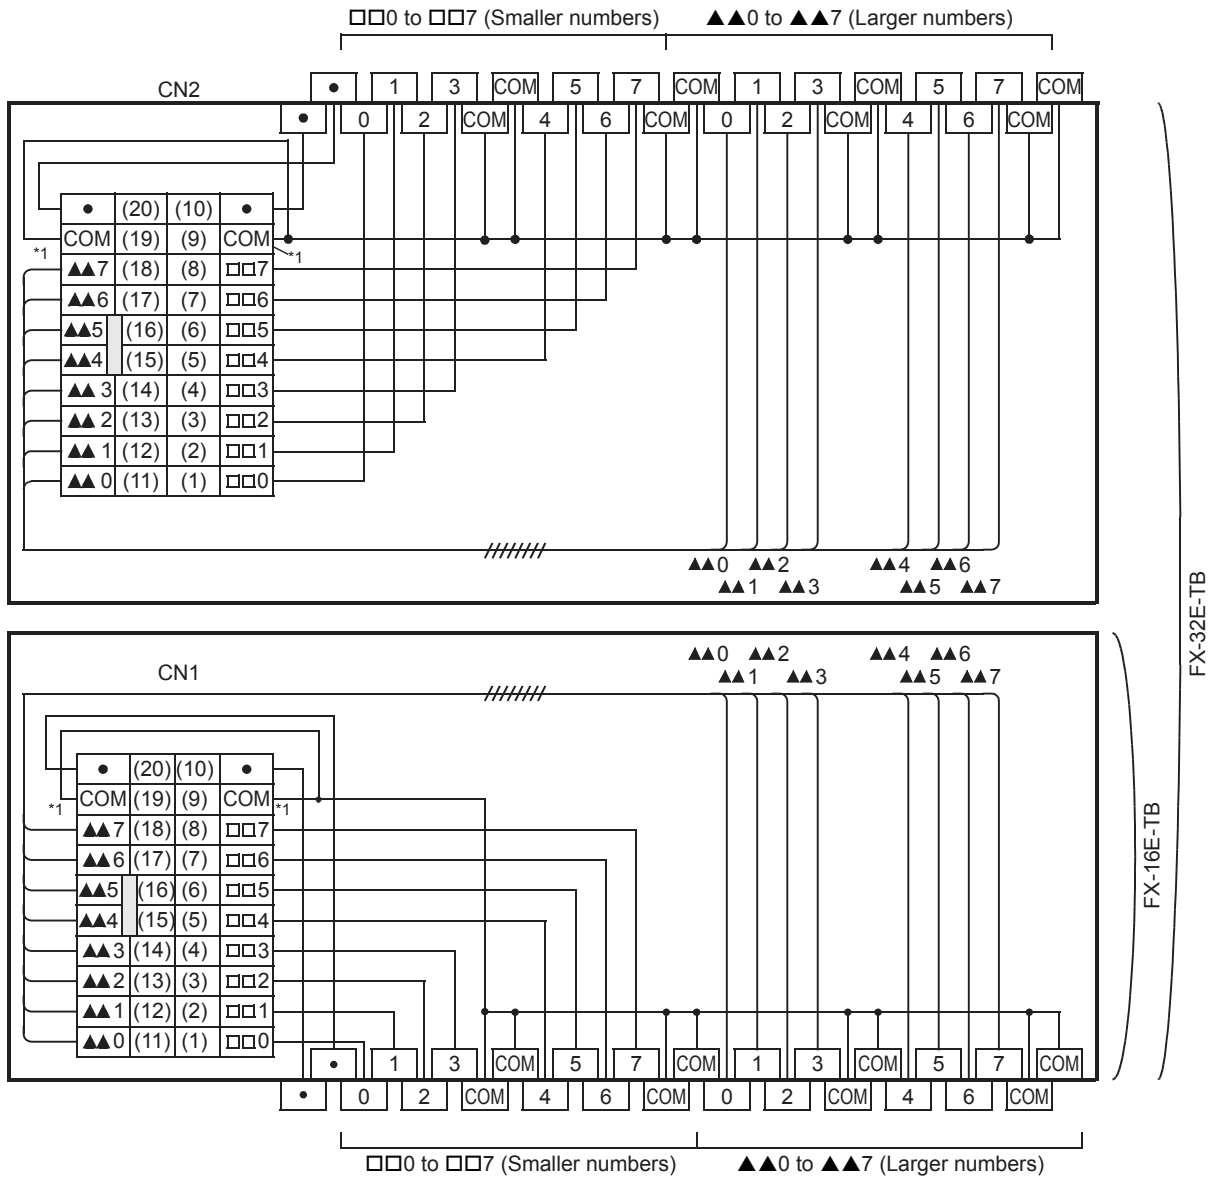 □□0 to □□7 (Smaller numbers) ▲▲0 to ▲▲7 (Larger numbers)
CN2
● 1 3 COM 5 7 COM 1 3 COM 5 7 COM
● 0 2 COM 4 6 COM 0 2 COM 4 6 COM
● (20) (10) ●
COM (19) (9) COM
*1 *1
▲▲7 (18) (8) □□7
▲▲6 (17) (7) □□6
▲▲5 (16) (6) □□5
▲▲4 (15) (5) □□4
▲▲ 3 (14) (4) □□3
▲▲ 2 (13) (3) □□2
▲▲ 1 (12) (2) □□1
▲▲ 0 (11) (1) □□0
▲▲0 ▲▲2 ▲▲4 ▲▲6
▲▲1 ▲▲3 ▲▲5 ▲▲7
FX-32E-TB
CN1
▲▲0 ▲▲2 ▲▲4 ▲▲6
▲▲1 ▲▲3 ▲▲5 ▲▲7
● (20) (10) ●
COM (19) (9) COM
*1 *1
▲▲7 (18) (8) □□7
▲▲6 (17) (7) □□6
▲▲5 (16) (6) □□5
▲▲4 (15) (5) □□4
▲▲3 (14) (4) □□3
▲▲2 (13) (3) □□2
▲▲1 (12) (2) □□1
▲▲0 (11) (1) □□0
FX-16E-TB
● 1 3 COM 5 7 COM 1 3 COM 5 7 COM
● 0 2 COM 4 6 COM 0 2 COM 4 6 COM
□□0 to □□7 (Smaller numbers) ▲▲0 to ▲▲7 (Larger numbers)